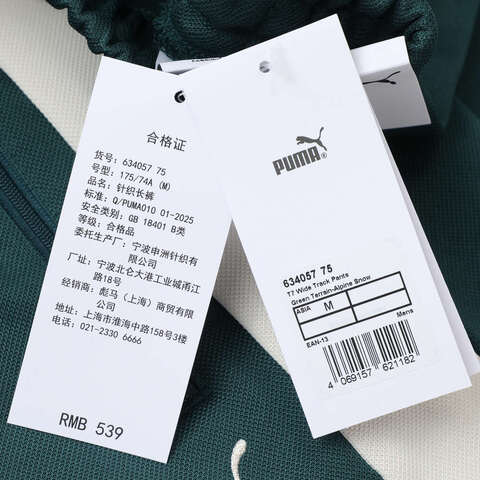 合格证
货号: 634057 75
号型: 175/74A (M)
品名: 针织长裤
标准: Q/PUMA010 01-2025
安全类别: GB 18401 B类
等级: 合格品
委托生产厂: 宁波申洲针织有
限公司
厂址: 宁波北仑大港工业城甬江
路18号
经销商: 彪马（上海）商贸有限
公司
地址: 上海市淮海中路158号3楼
电话: 021-2330 6666
RMB 539
PUMA
634057 75
T7 Wide Track Pants
Green Terrain-Alpine Snow
ASIA M
EAN-13
Mens
4 069157 621182